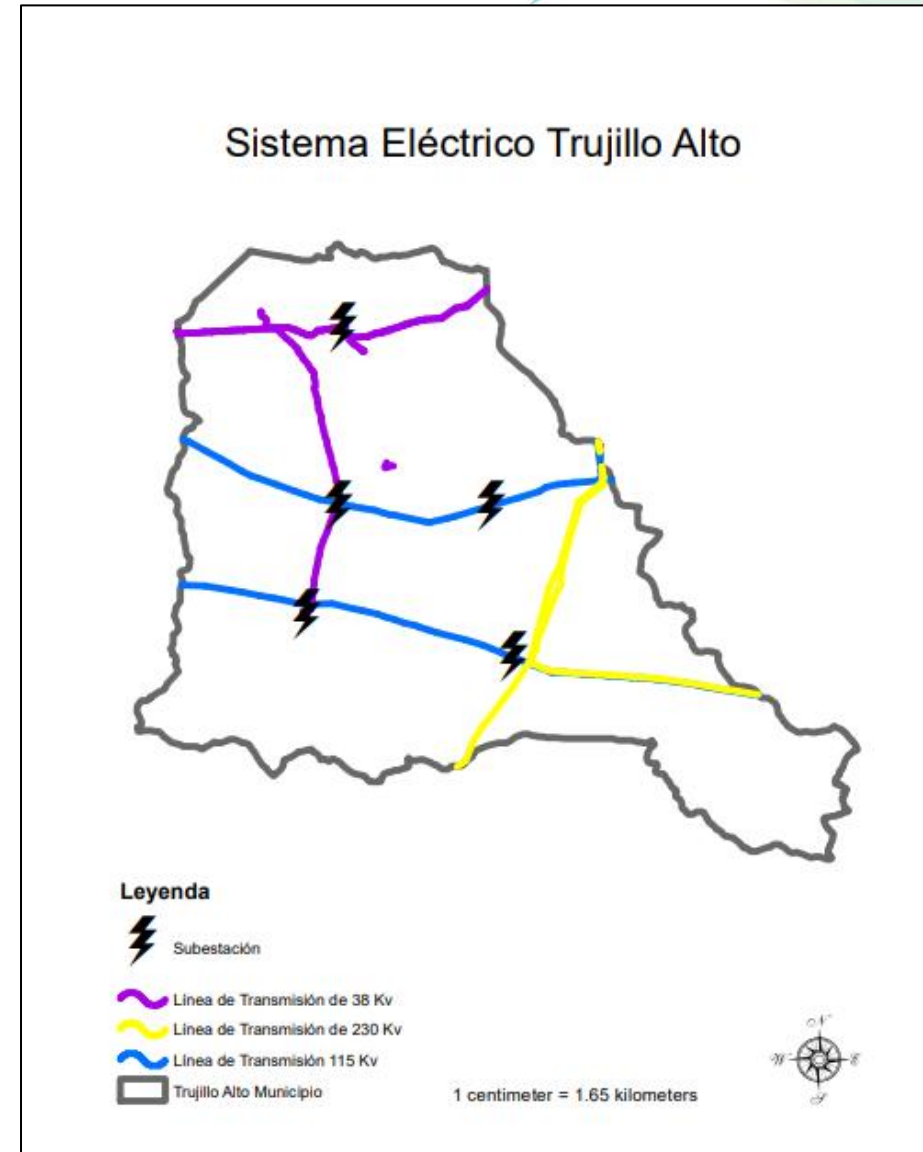 Sistema Eléctrico Trujillo Alto
Leyenda
Subestación
Línea de Transmisión de 38 Kv
Línea de Transmisión de 230 Kv
Línea de Transmisión 115 Kv
Trujillo Alto Municipio
1 centimeter = 1.65 kilometers
N
W
E
S